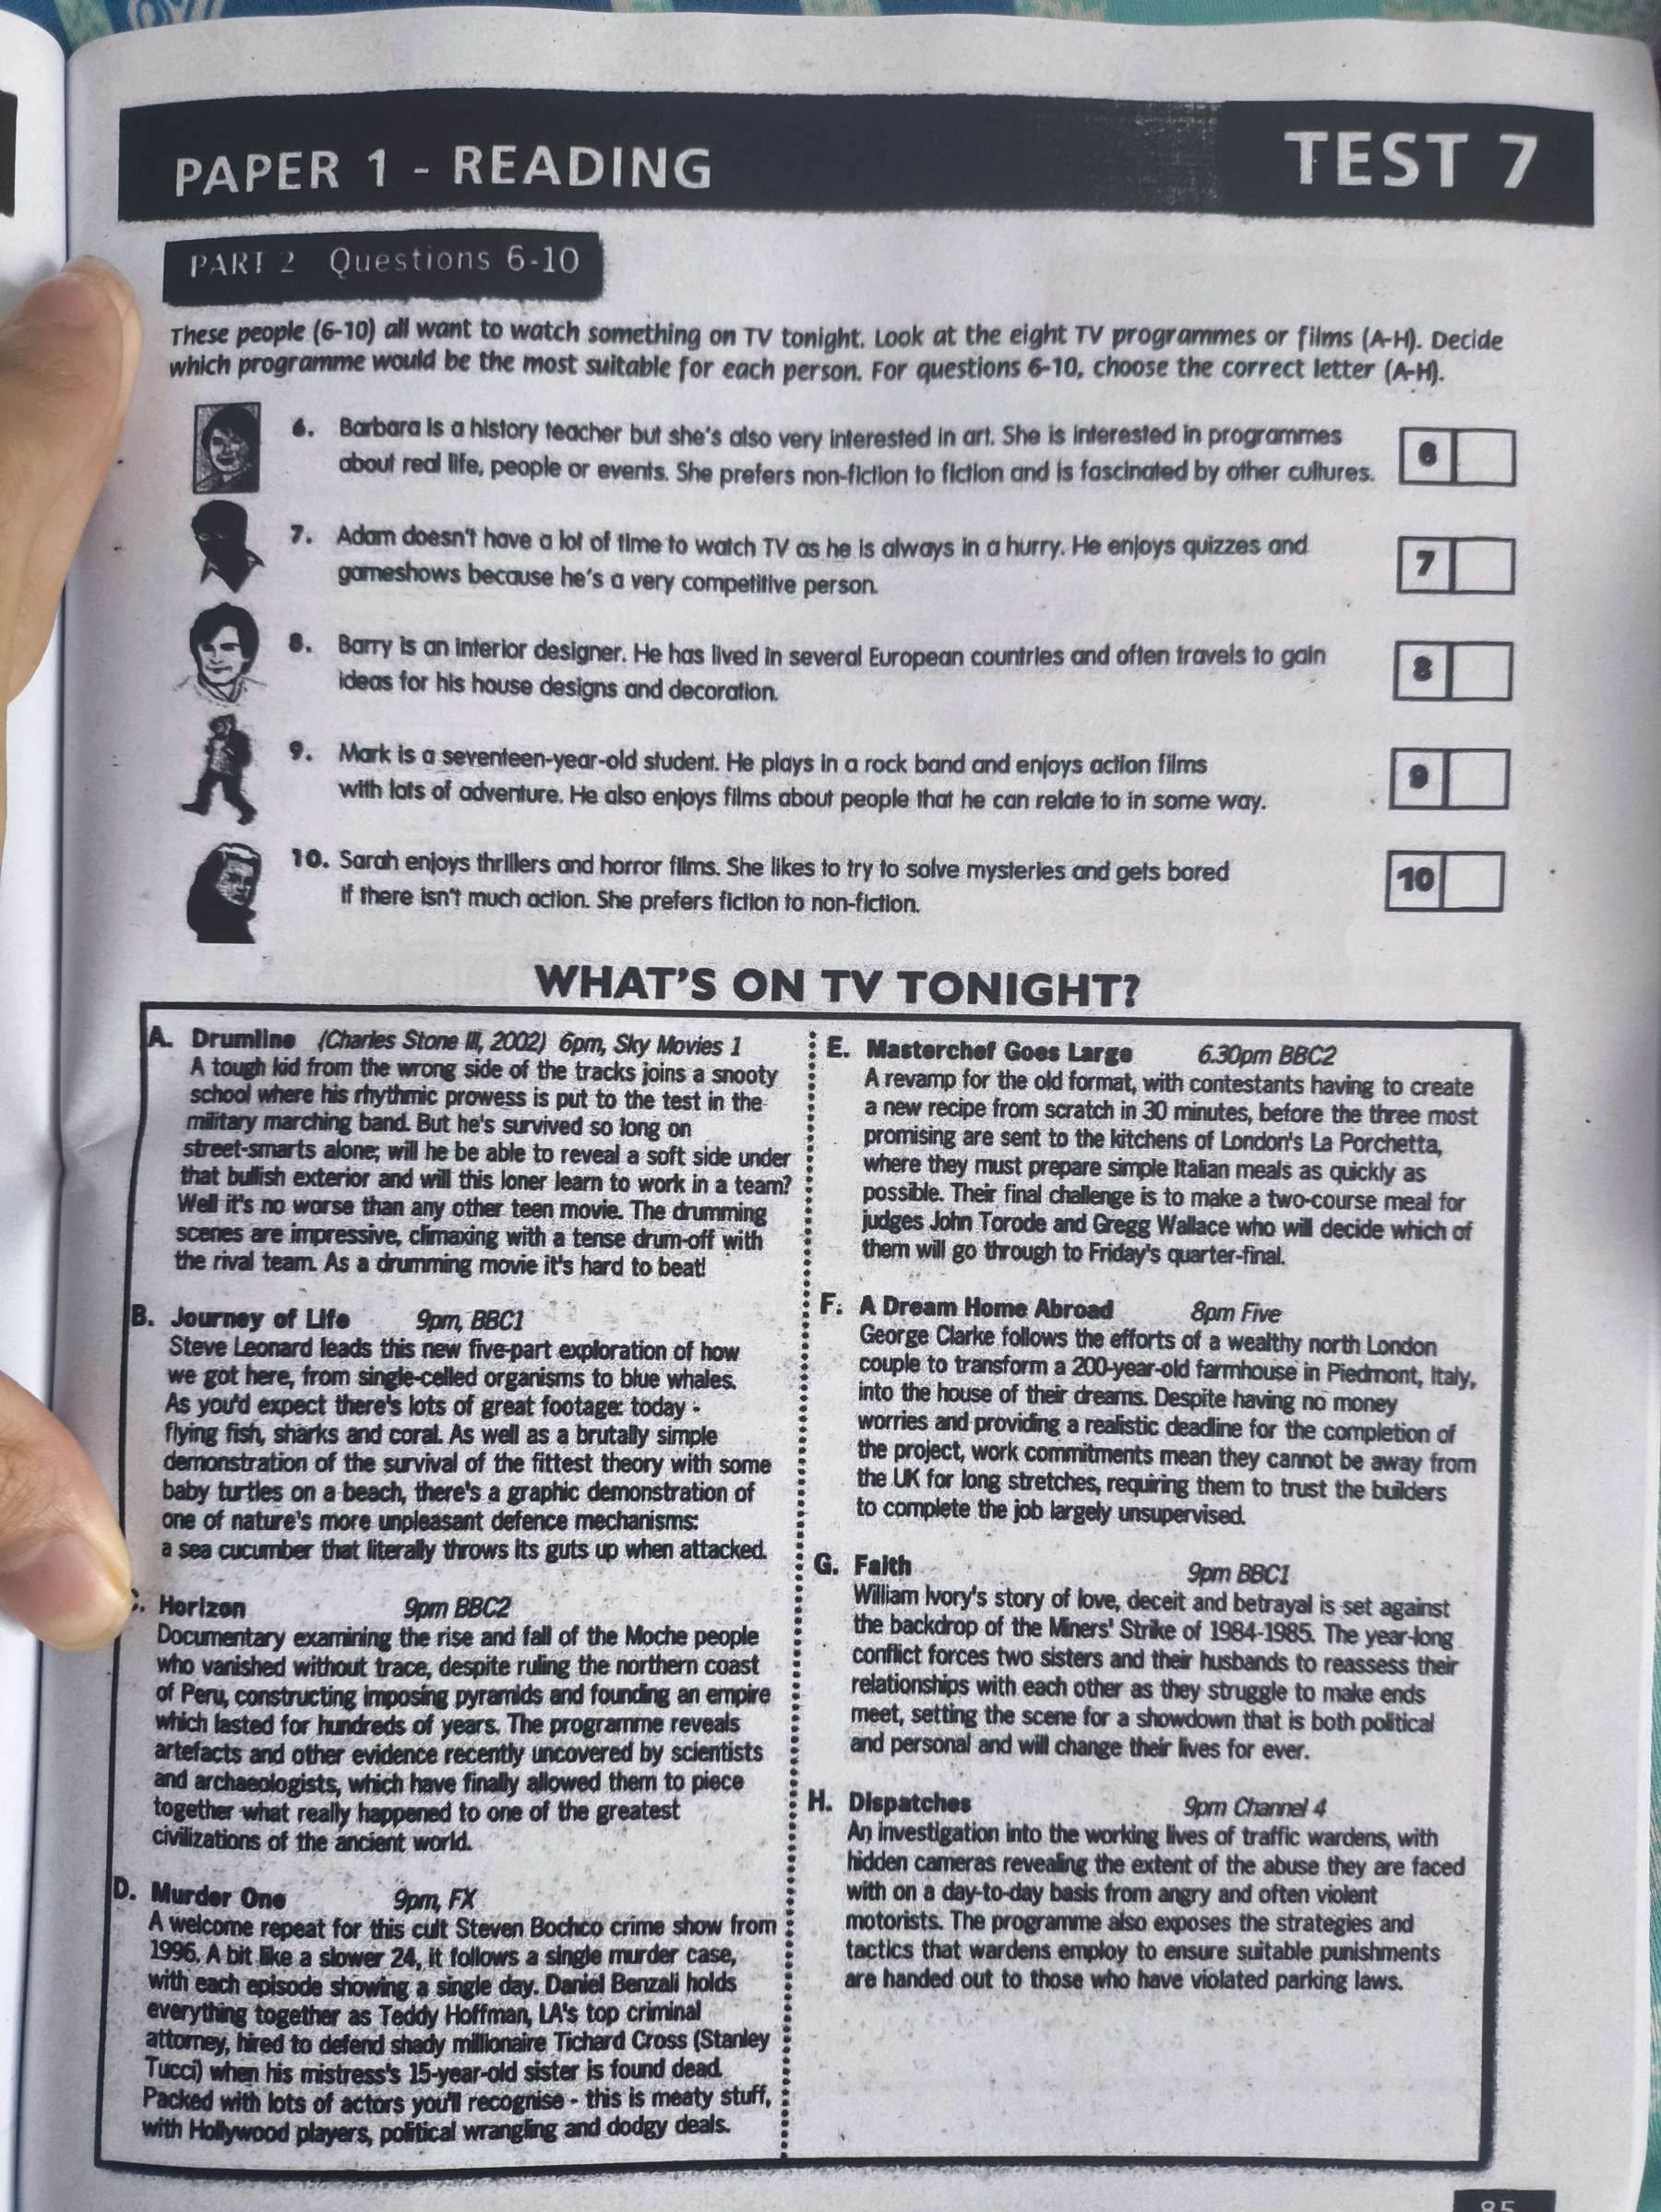 PAPER 1 - READING
TEST 7
PART 2 Questions 6-10
These people (6-10) all want to watch something on TV tonight. Look at the eight TV programmes or films (A-H). Decide
which programme would be the most suitable for each person. For questions 6-10, choose the correct letter (A-H).
6. Barbara is a history teacher but she's also very interested in art. She is interested in programmes
about real life, people or events. She prefers non-fiction to fiction and is fascinated by other cultures.
6
7. Adam doesn't have a lot of time to watch TV as he is always in a hurry. He enjoys quizzes and
gameshows because he's a very competitive person.
7
8. Barry is an interior designer. He has lived in several European countries and often travels to gain
ideas for his house designs and decoration.
8
9. Mark is a seventeen-year-old student. He plays in a rock band and enjoys action films
with lots of adventure. He also enjoys films about people that he can relate to in some way.
9
10. Sarah enjoys thrillers and horror films. She likes to try to solve mysteries and gets bored
if there isn't much action. She prefers fiction to non-fiction.
10
WHAT'S ON TV TONIGHT?
A. Drumline (Charles Stone III, 2002) 6pm, Sky Movies 1
A tough kid from the wrong side of the tracks joins a snooty
school where his rhythmic prowess is put to the test in the
military marching band. But he's survived so long on
street-smarts alone; will he be able to reveal a soft side under
that bullish exterior and will this loner learn to work in a team?
Well it's no worse than any other teen movie. The drumming
scenes are impressive, climaxing with a tense drum-off with
the rival team. As a drumming movie it's hard to beat!
B. Journey of Life 9pm, BBC1
Steve Leonard leads this new five-part exploration of how
we got here, from single-celled organisms to blue whales.
As you'd expect there's lots of great footage: today -
flying fish, sharks and coral. As well as a brutally simple
demonstration of the survival of the fittest theory with some
baby turtles on a beach, there's a graphic demonstration of
one of nature's more unpleasant defence mechanisms:
a sea cucumber that literally throws its guts up when attacked.
C. Horizon 9pm BBC2
Documentary examining the rise and fall of the Moche people
who vanished without trace, despite ruling the northern coast
of Peru, constructing imposing pyramids and founding an empire
which lasted for hundreds of years. The programme reveals
artefacts and other evidence recently uncovered by scientists
and archaeologists, which have finally allowed them to piece
together what really happened to one of the greatest
civilizations of the ancient world.
D. Murder One 9pm, FX
A welcome repeat for this cult Steven Bochco crime show from
1996. A bit like a slower 24, it follows a single murder case,
with each episode showing a single day. Daniel Benzali holds
everything together as Teddy Hoffman, LA's top criminal
attorney, hired to defend shady millionaire Tichard Cross (Stanley
Tucci) when his mistress's 15-year-old sister is found dead.
Packed with lots of actors you'll recognise - this is meaty stuff,
with Hollywood players, political wrangling and dodgy deals.
E. Masterchef Goes Large 6.30pm BBC2
A revamp for the old format, with contestants having to create
a new recipe from scratch in 30 minutes, before the three most
promising are sent to the kitchens of London's La Porchetta,
where they must prepare simple Italian meals as quickly as
possible. Their final challenge is to make a two-course meal for
judges John Torode and Gregg Wallace who will decide which of
them will go through to Friday's quarter-final.
F. A Dream Home Abroad 8pm Five
George Clarke follows the efforts of a wealthy north London
couple to transform a 200-year-old farmhouse in Piedmont, Italy,
into the house of their dreams. Despite having no money
worries and providing a realistic deadline for the completion of
the project, work commitments mean they cannot be away from
the UK for long stretches, requiring them to trust the builders
to complete the job largely unsupervised.
G. Faith 9pm BBC1
William Ivory's story of love, deceit and betrayal is set against
the backdrop of the Miners' Strike of 1984-1985. The year-long
conflict forces two sisters and their husbands to reassess their
relationships with each other as they struggle to make ends
meet, setting the scene for a showdown that is both political
and personal and will change their lives for ever.
H. Dispatches 9pm Channel 4
An investigation into the working lives of traffic wardens, with
hidden cameras revealing the extent of the abuse they are faced
with on a day-to-day basis from angry and often violent
motorists. The programme also exposes the strategies and
tactics that wardens employ to ensure suitable punishments
are handed out to those who have violated parking laws.
85